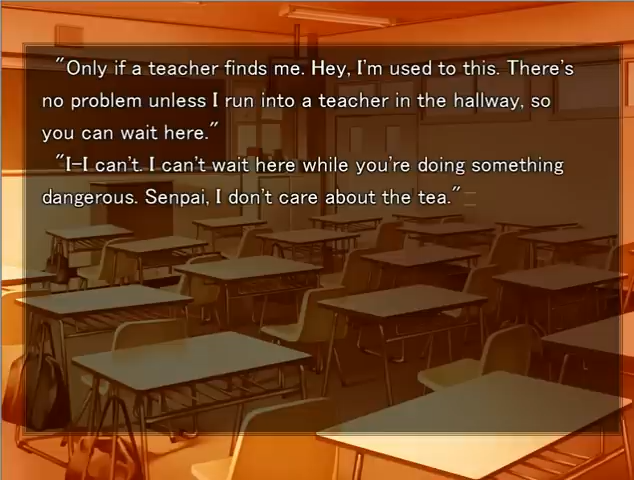 "Only if a teacher finds me. Hey, I'm used to this. There's
no problem unless I run into a teacher in the hallway, so
you can wait here."
"I-I can't. I can't wait here while you're doing something
dangerous. Senpai, I don't care about the tea."